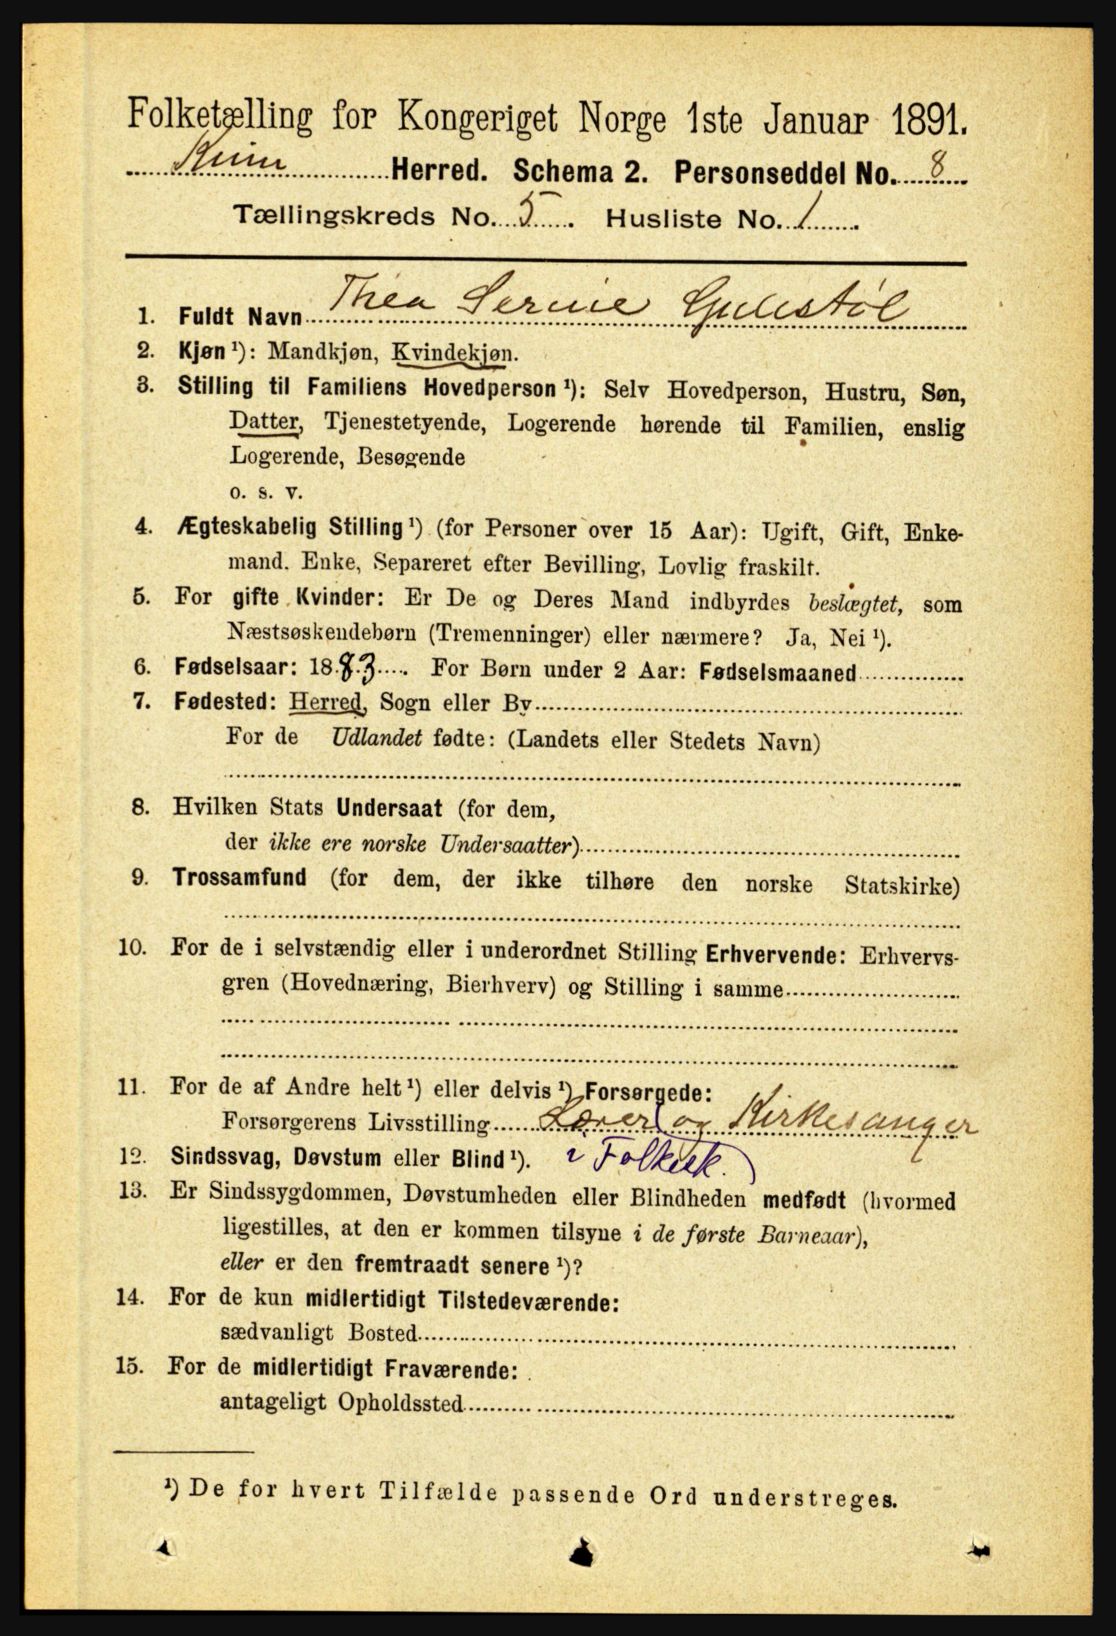 Folketælling for Kongeriget Norge 1ste Januar 1891.
Kinn Herred. Schema 2. Personseddel No. 8
Tællingskreds No. 5. Husliste No. 1.
1. Fuldt Navn Thea Serine Gulestøl
2. Kjøn ¹): Mandkjøn, Kvindekjøn.
3. Stilling til Familiens Hovedperson ¹): Selv Hovedperson, Hustru, Søn,
Datter, Tjenestetyende, Logerende hørende til Familien, enslig
Logerende, Besøgende
o. s. v.
4. Ægteskabelig Stilling ¹) (for Personer over 15 Aar): Ugift, Gift, Enke-
mand, Enke, Separeret efter Bevilling, Lovlig fraskilt.
5. For gifte Kvinder: Er De og Deres Mand indbyrdes beslægtet, som
Næstsøskendebørn (Tremenninger) eller nærmere? Ja, Nei ¹).
6. Fødselsaar: 1883. For Børn under 2 Aar: Fødselsmaaned
7. Fødested: Herred, Sogn eller By
For de Udlandet fødte: (Landets eller Stedets Navn)
8. Hvilken Stats Undersaat (for dem,
der ikke ere norske Undersaatter)
9. Trossamfund (for dem, der ikke tilhøre den norske Statskirke)
10. For de i selvstændig eller i underordnet Stilling Erhvervende: Erhvervs-
gren (Hovednæring, Bierhverv) og Stilling i samme
11. For de af Andre helt ¹) eller delvis ¹) Forsørgede:
Forsørgerens Livsstilling Lærer og Kirkesanger
12. Sindssvag, Døvstum eller Blind ¹). i Folkesk.
13. Er Sindssygdommen, Døvstumheden eller Blindheden medfødt (hvormed
ligestilles, at den er kommen tilsyne i de første Barneaar),
eller er den fremtraadt senere ¹)?
14. For de kun midlertidigt Tilstedeværende:
sædvanligt Bosted
15. For de midlertidigt Fraværende:
antageligt Opholdssted
¹) De for hvert Tilfælde passende Ord understreges.